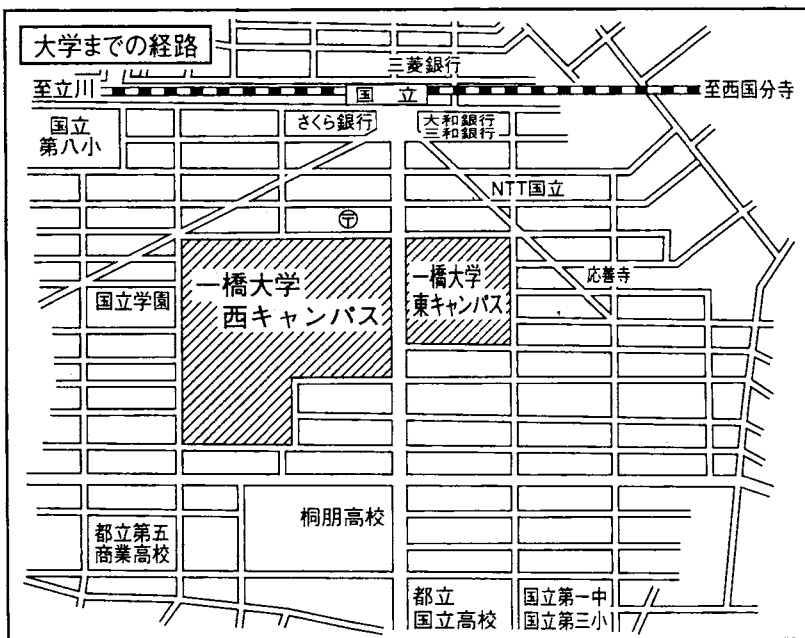 大学までの経路
三菱銀行
至立川
国立
至西国分寺
国立
第八小
さくら銀行
大和銀行
三和銀行
NTT国立
〒
一橋大学
西キャンパス
一橋大学
東キャンパス
応善寺
国立学園
桐朋高校
都立第五
商業高校
都立
国立高校
国立第一中
国立第三小